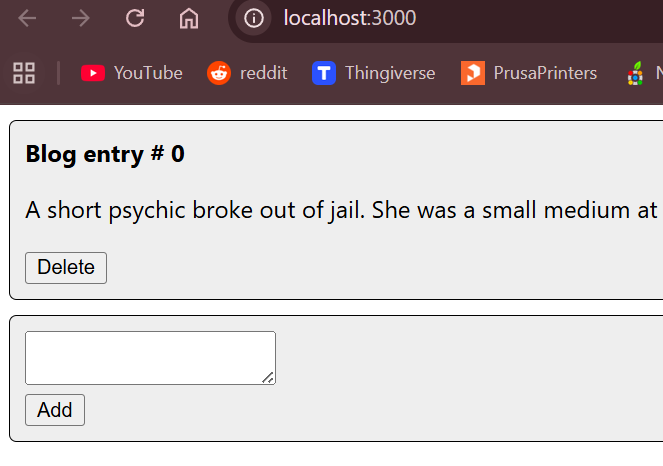 localhost:3000
YouTube reddit Thingiverse PrusaPrinters
Blog entry # 0
A short psychic broke out of jail. She was a small medium at
Delete
Add